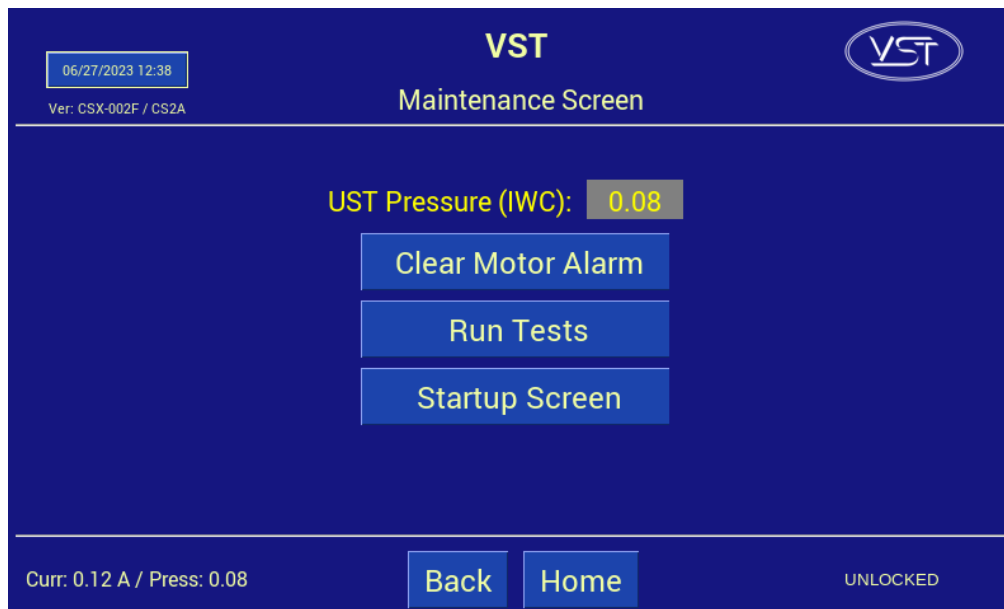 VST
VST
06/27/2023 12:38
Ver: CSX-002F / CS2A
Maintenance Screen
UST Pressure (IWC): 0.08
Clear Motor Alarm
Run Tests
Startup Screen
Curr: 0.12 A / Press: 0.08
Back
Home
UNLOCKED